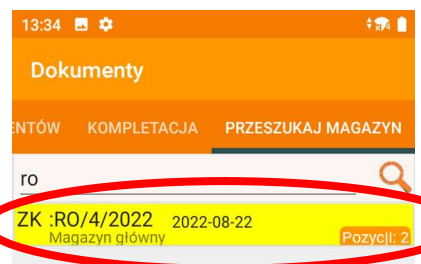 13:34
Dokumenty
ENTÓW KOMPLETACJA PRZESZUKAJ MAGAZYN
ro
ZK :RO/4/2022 2022-08-22
Magazyn główny Pozycji: 2